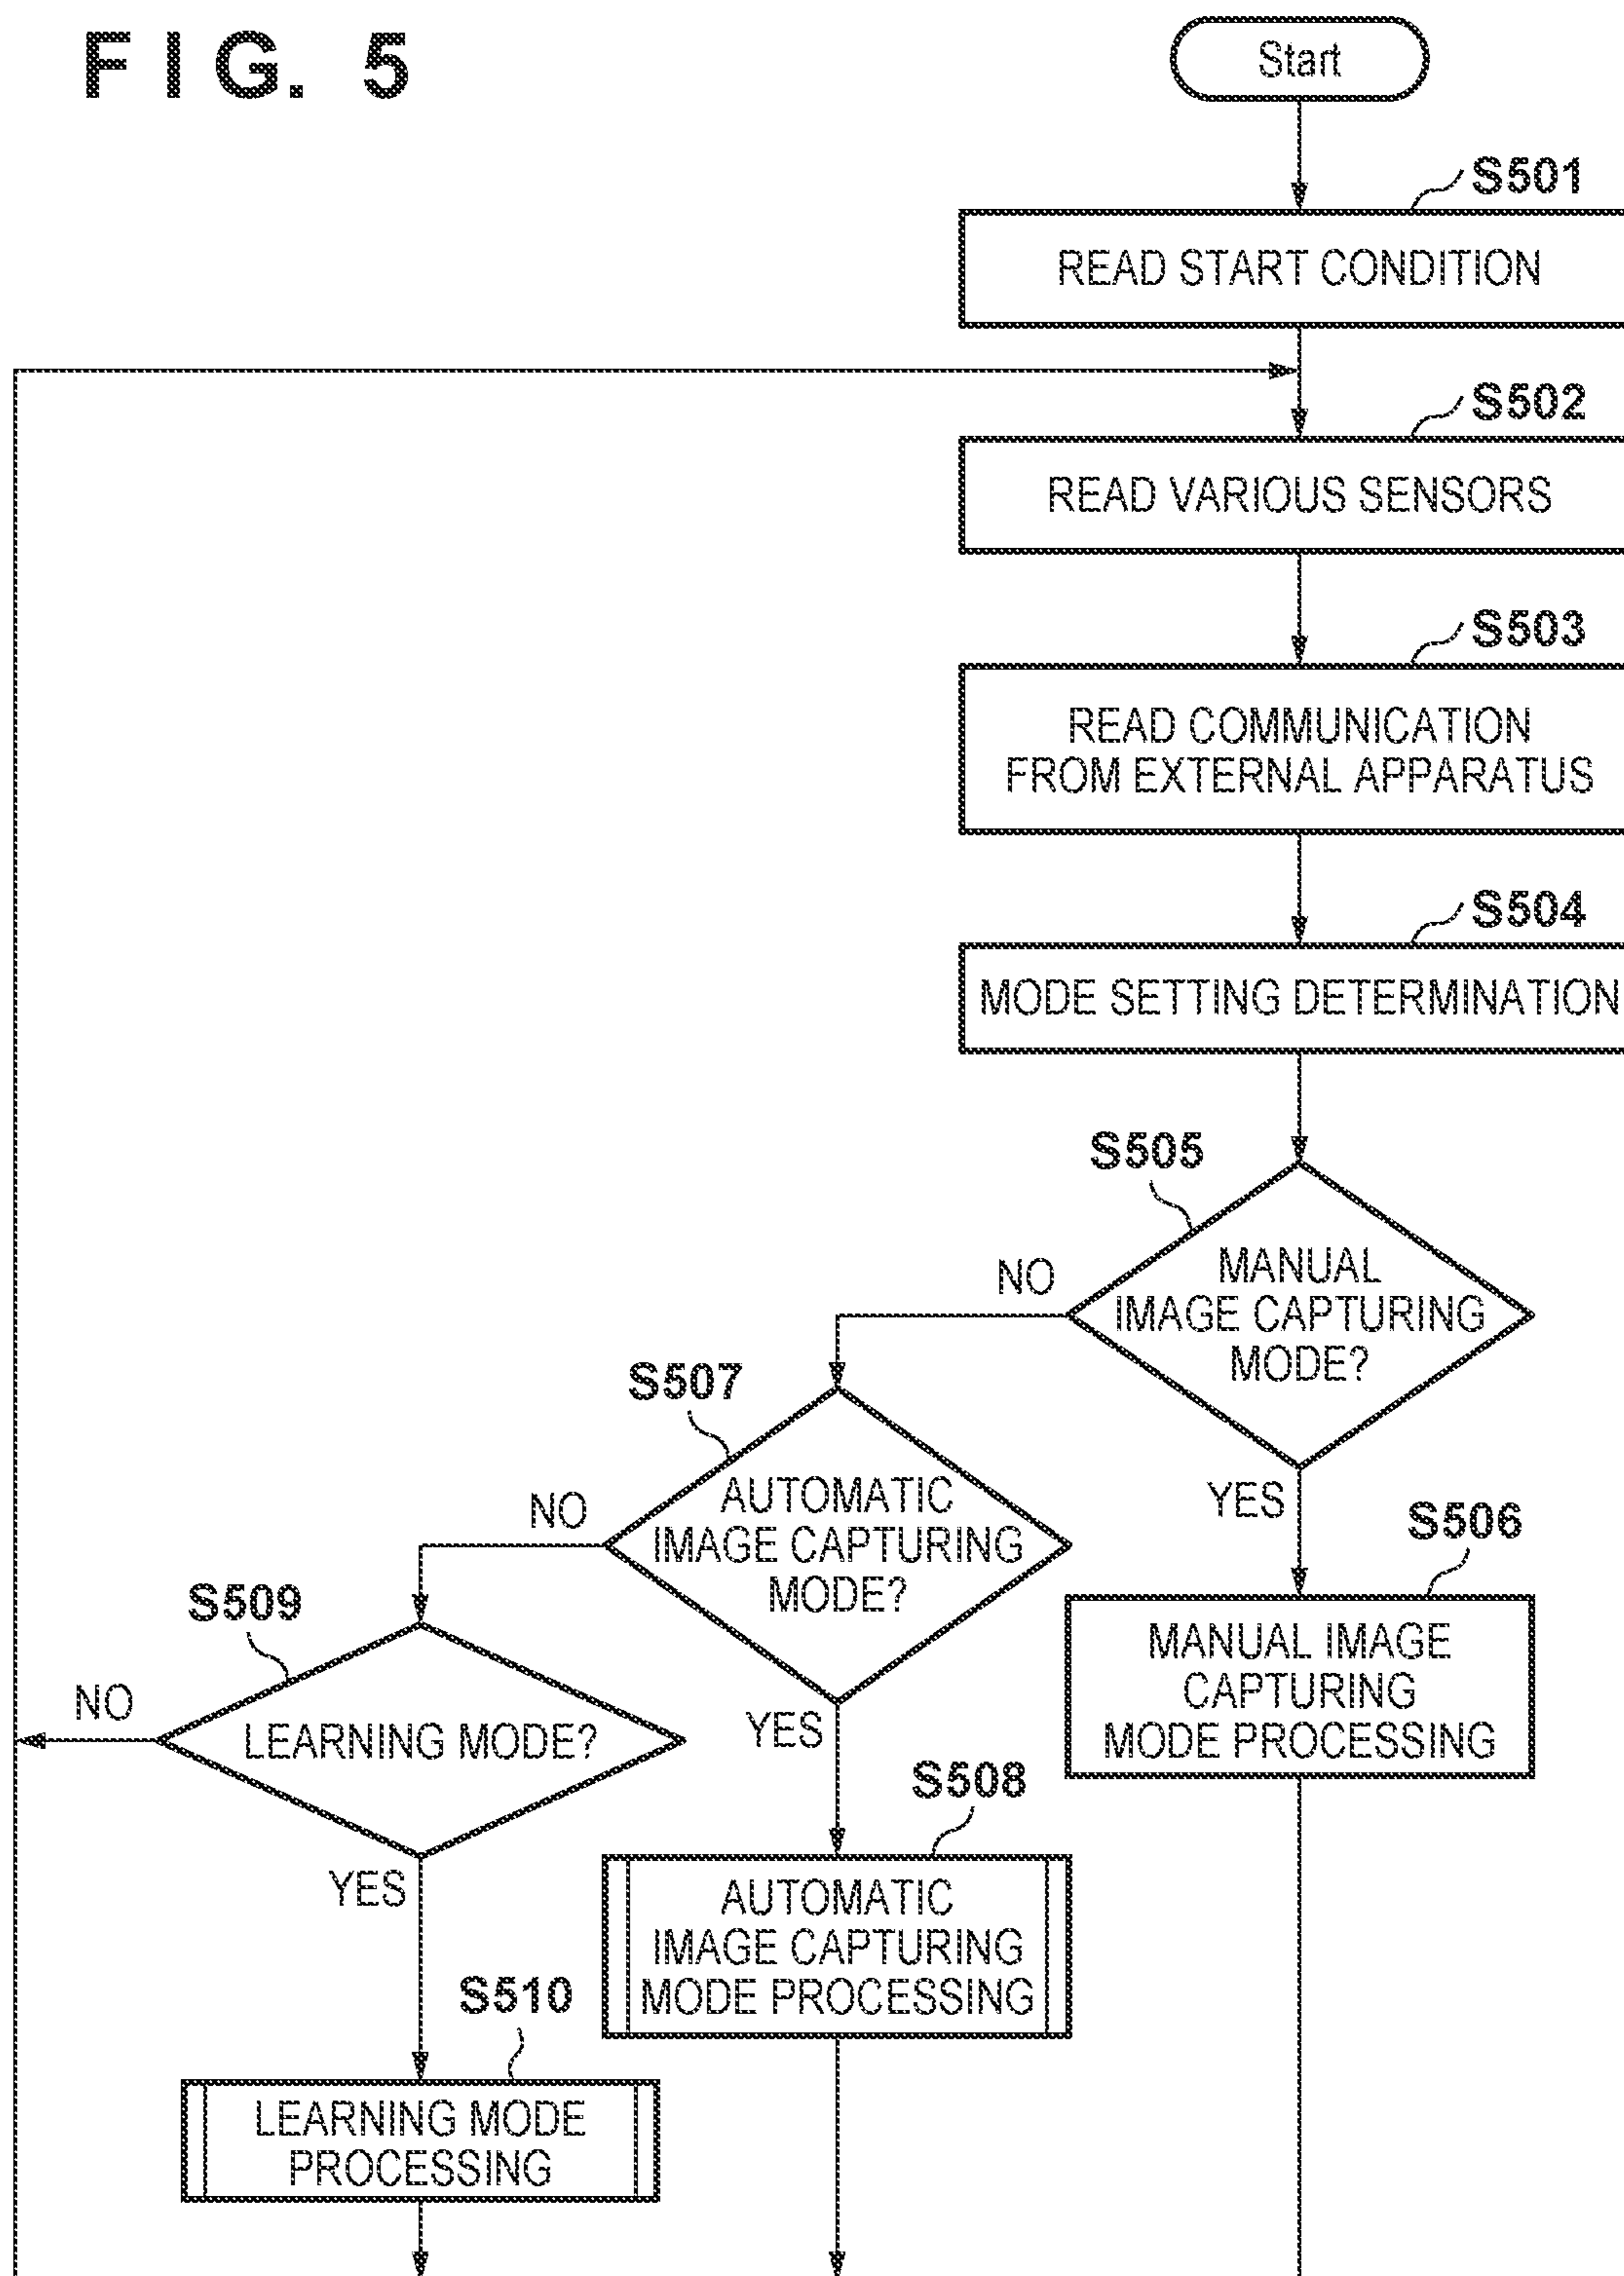 FIG. 5
Start
S501
READ START CONDITION
S502
READ VARIOUS SENSORS
S503
READ COMMUNICATION
FROM EXTERNAL APPARATUS
S504
MODE SETTING DETERMINATION
S505
MANUAL
IMAGE CAPTURING
MODE?
NO
YES
S507
AUTOMATIC
IMAGE CAPTURING
MODE?
NO
YES
S506
MANUAL IMAGE
CAPTURING
MODE PROCESSING
S509
LEARNING MODE?
NO
YES
S508
AUTOMATIC
IMAGE CAPTURING
MODE PROCESSING
S510
LEARNING MODE
PROCESSING